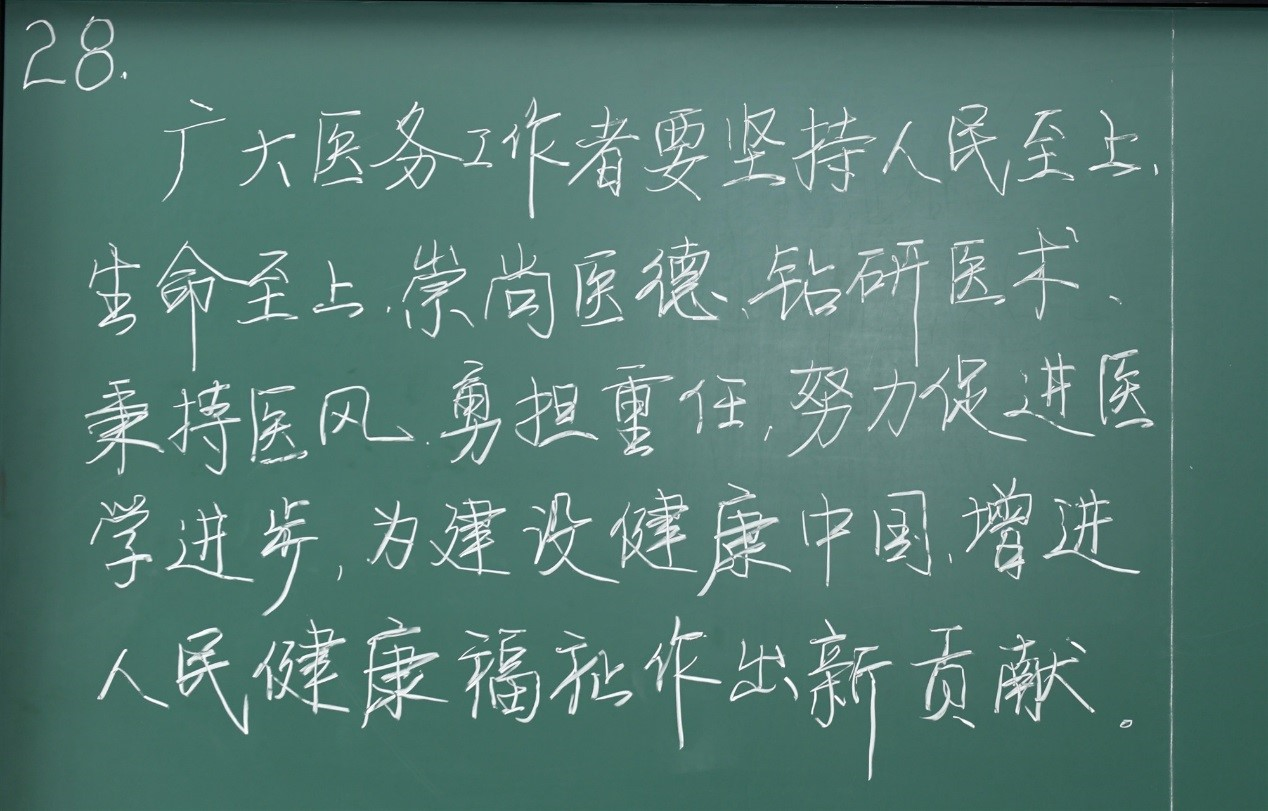 28.
广大医务工作者要坚持人民至上、
生命至上,崇尚医德、钻研医术、
秉持医风、勇担重任,努力促进医
学进步,为建设健康中国、增进
人民健康福祉作出新贡献。